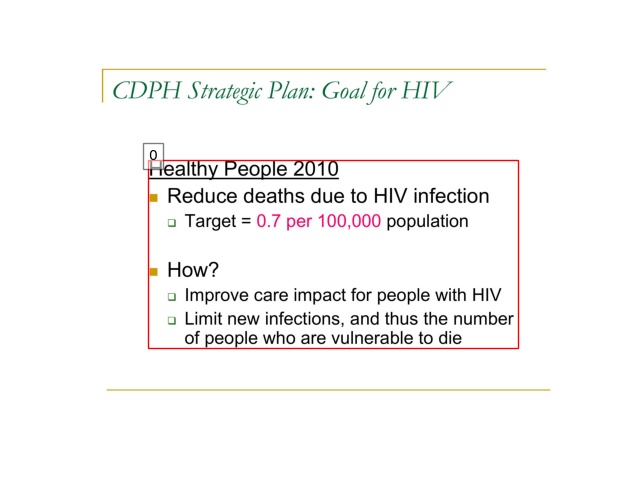 CDPH Strategic Plan: Goal for HIV
0
Healthy People 2010
Reduce deaths due to HIV infection
Target = 0.7 per 100,000 population
How?
Improve care impact for people with HIV
Limit new infections, and thus the number
of people who are vulnerable to die